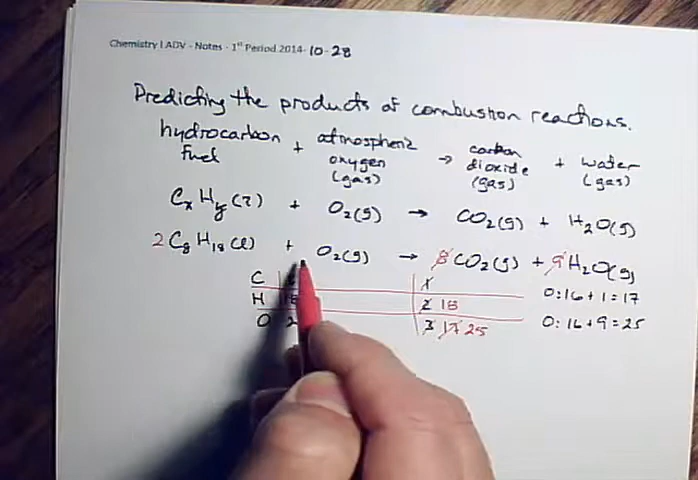 Chemistry I ADV - Notes - 1st Period 2014- 10-28
Predicting the products of combustion reactions.
hydrocarbon fuel + atmospheric oxygen (gas) → carbon dioxide (gas) + water (gas)
CxHy(?) + O2(g) → CO2(g) + H2O(g)
2 C8H18(l) + O2(g) → 8 CO2(g) + 9 H2O(g)
C 1 O:16+1=17
H 18 2 18
O 2 3 17 25 O:16+9=25